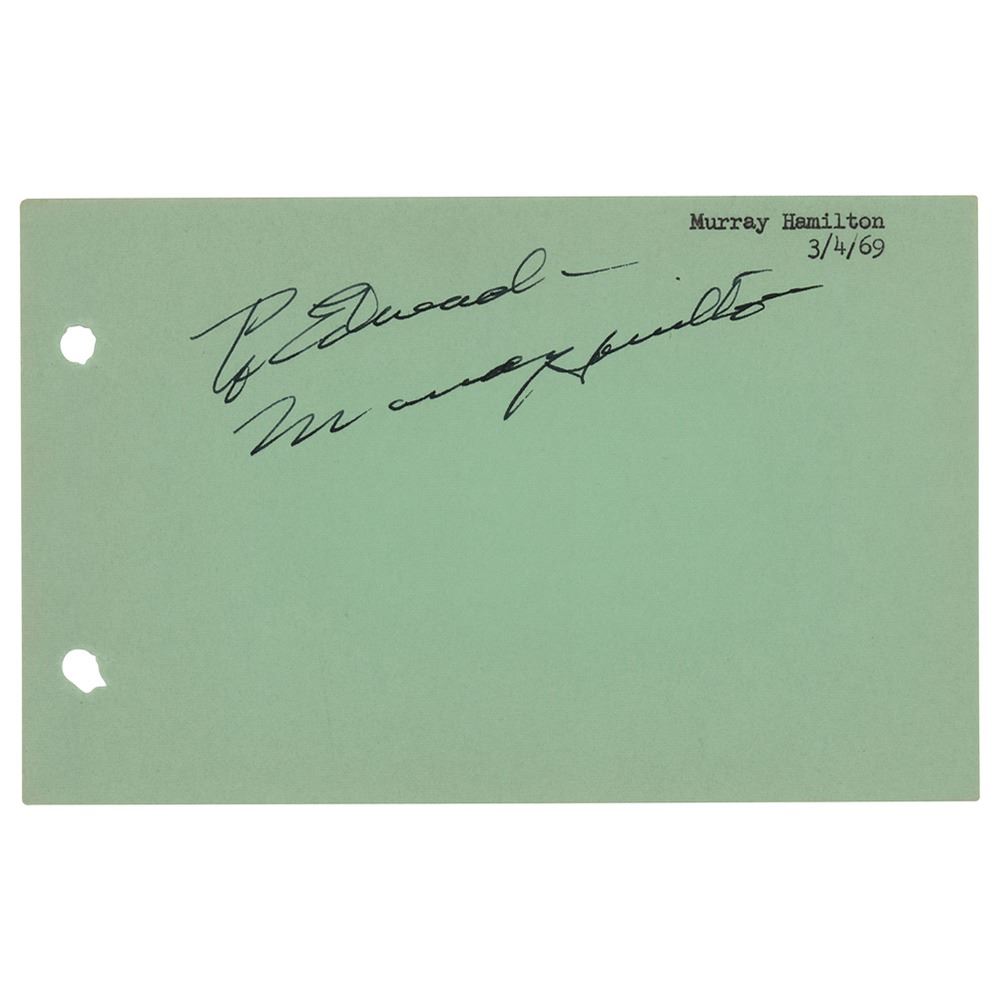 Murray Hamilton
3/4/69
To Edward –
Murray Hamilton